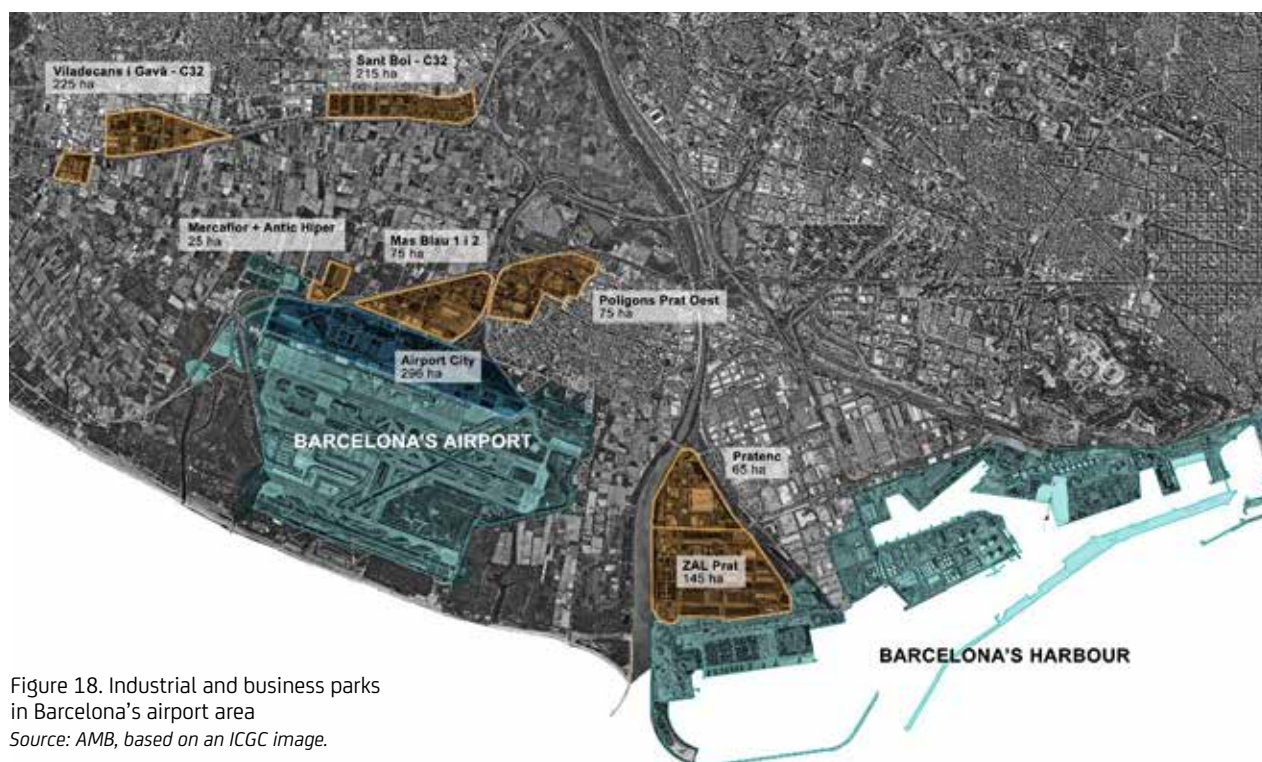 Viladecans i Gavà - C32
225 ha
Sant Boi - C32
215 ha
Mercaflor + Antic Hiper
25 ha
Mas Blau 1 i 2
75 ha
Poligons Prat Oest
75 ha
Airport City
296 ha
BARCELONA'S AIRPORT
Pratenc
65 ha
ZAL Prat
145 ha
BARCELONA'S HARBOUR
Figure 18. Industrial and business parks
in Barcelona's airport area
Source: AMB, based on an ICGC image.